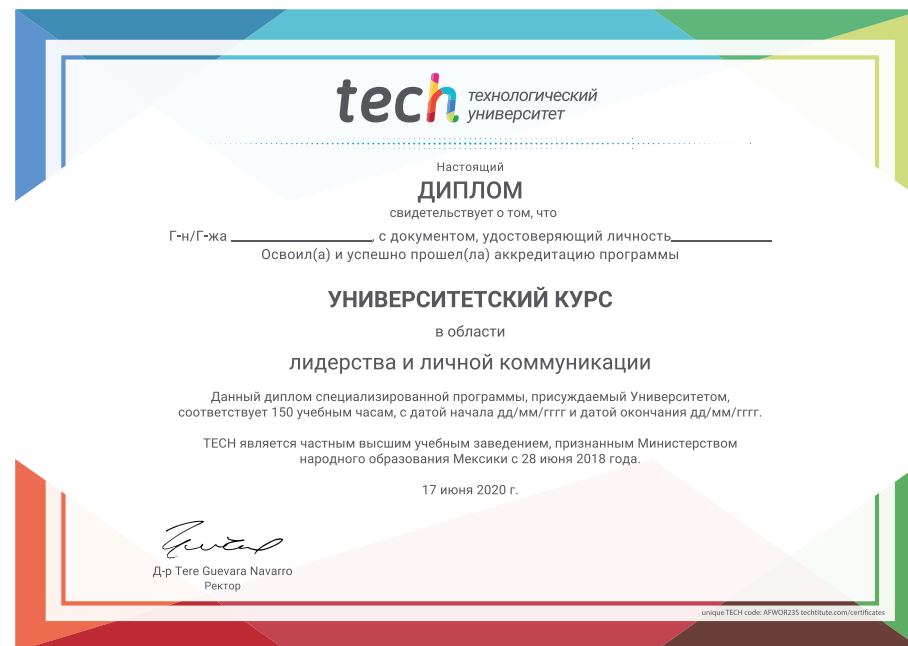 tech технологический
университет
Настоящий
ДИПЛОМ
свидетельствует о том, что
Г-н/Г-жа , с документом, удостоверяющий личность
Освоил(а) и успешно прошел(ла) аккредитацию программы
УНИВЕРСИТЕТСКИЙ КУРС
в области
лидерства и личной коммуникации
Данный диплом специализированной программы, присуждаемый Университетом,
соответствует 150 учебным часам, с датой начала дд/мм/гггг и датой окончания дд/мм/гггг.
TECH является частным высшим учебным заведением, признанным Министерством
народного образования Мексики с 28 июня 2018 года.
17 июня 2020 г.
Д-р Tere Guevara Navarro
Ректор
unique TECH code: AFWOR23S techtitute.com/certificates